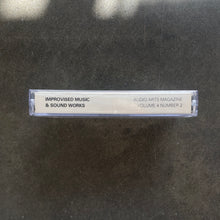 IMPROVISED MUSIC
& SOUND WORKS
AUDIO ARTS MAGAZINE
VOLUME 4 NUMBER 2